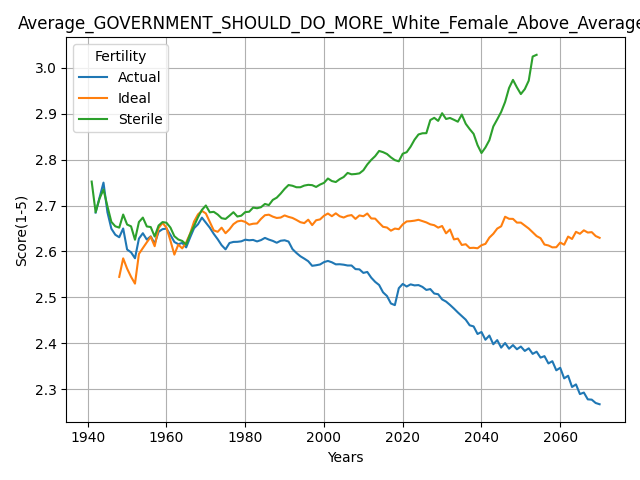 Average_GOVERNMENT_SHOULD_DO_MORE_White_Female_Above_Average
Fertility
Actual
Ideal
Sterile
Score(1-5)
3.0
2.9
2.8
2.7
2.6
2.5
2.4
2.3
1940 1960 1980 2000 2020 2040 2060
Years